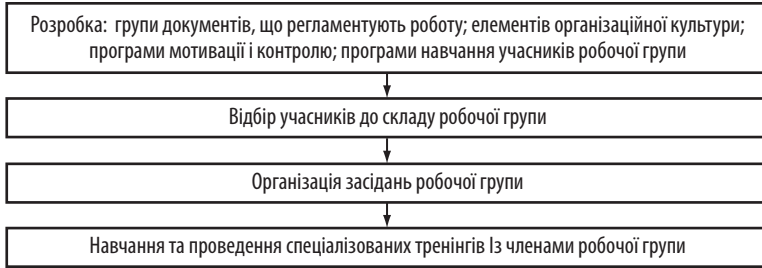 Розробка: групи документів, що регламентують роботу; елементів організаційної культури;
програми мотивації і контролю; програми навчання учасників робочої групи
Відбір учасників до складу робочої групи
Організація засідань робочої групи
Навчання та проведення спеціалізованих тренінгів Із членами робочої групи